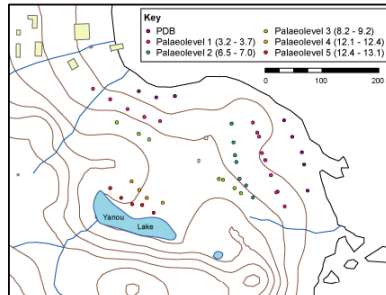 Key
PDB
Palaeolevel 1 (3.2 - 3.7)
Palaeolevel 2 (6.5 - 7.0)
Palaeolevel 3 (8.2 - 9.2)
Palaeolevel 4 (12.1 - 12.4)
Palaeolevel 5 (12.4 - 13.1)
0 50 100 200
Yanou
Lake